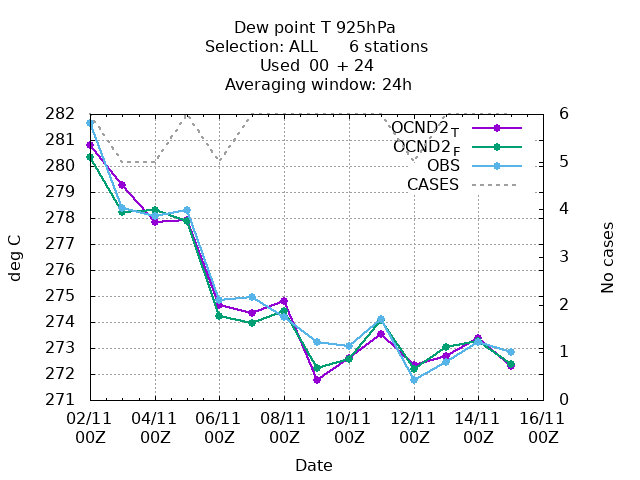 Dew point T 925hPa
Selection: ALL 6 stations
Used 00 + 24
Averaging window: 24h
OCND2T
OCND2F
OBS
CASES
282
281
280
279
278
277
276
275
274
273
272
271
deg C
6
5
4
3
2
1
0
No cases
02/11 04/11 06/11 08/11 10/11 12/11 14/11 16/11
00Z 00Z 00Z 00Z 00Z 00Z 00Z 00Z
Date